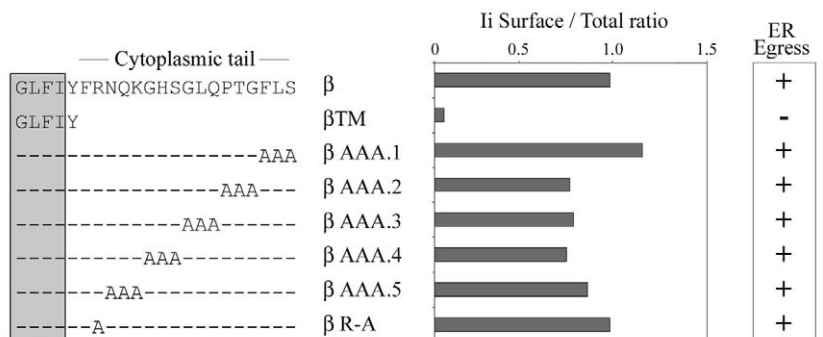 Ii Surface / Total ratio
ER Egress
Cytoplasmic tail
0 0.5 1.0 1.5
GLFIYFRNQKGHSGLQPTGFLS β +
GLFIY βTM -
-------------------AAA β AAA.1 +
----------------AAA--- β AAA.2 +
-------------AAA------ β AAA.3 +
----------AAA--------- β AAA.4 +
-------AAA------------ β AAA.5 +
------A--------------- β R-A +